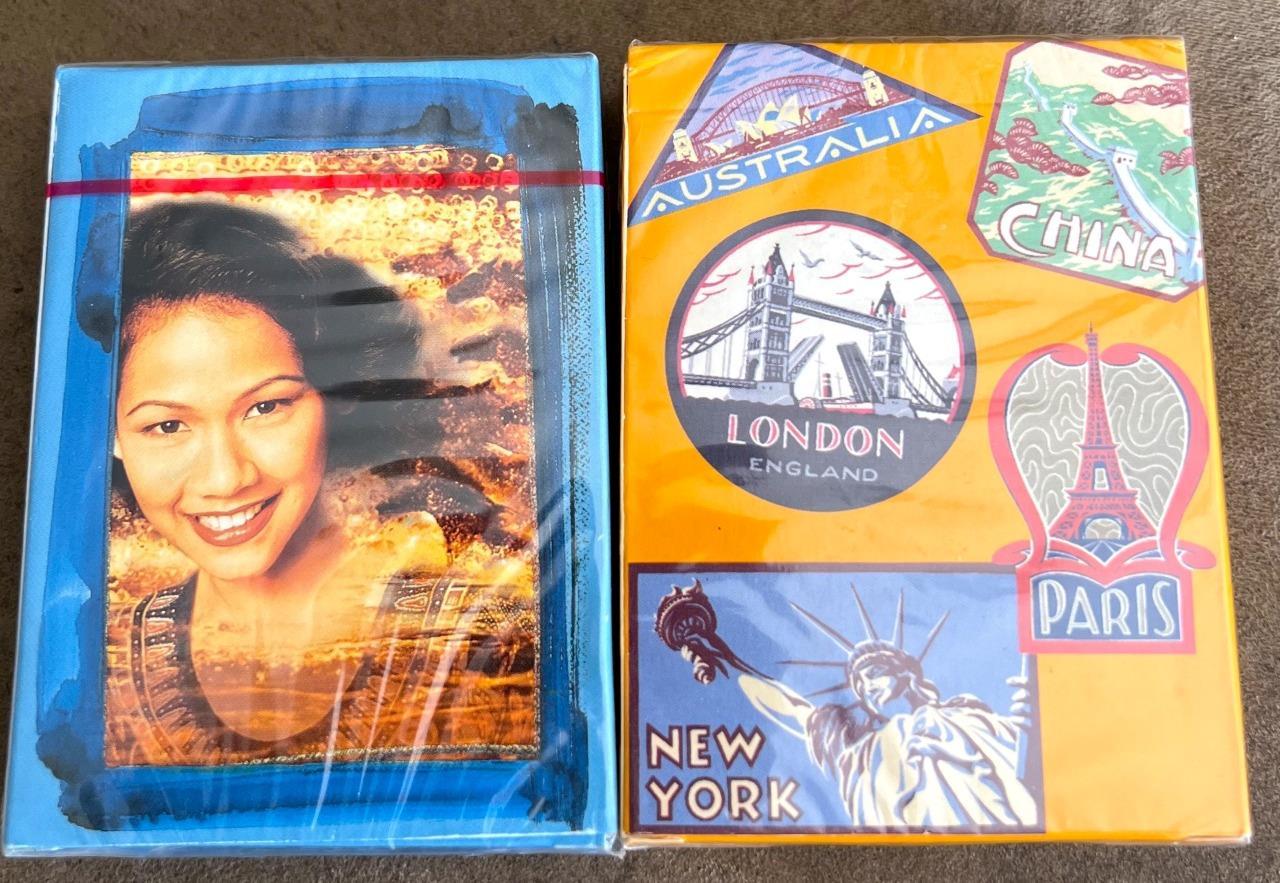 AUSTRALIA
CHINA
LONDON
ENGLAND
PARIS
NEW
YORK